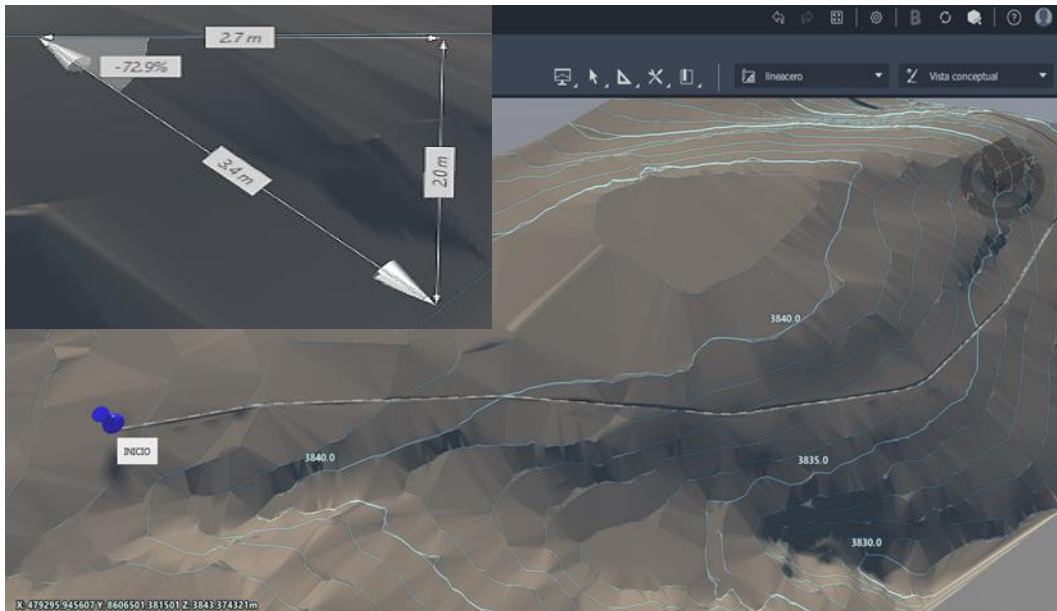 2.7 m
-72.9%
3.4 m
2.0 m
lineacero
Vista conceptual
3840.0
INICIO
3840.0
3835.0
3830.0
X: 479295.945607 Y: 8606501.381501 Z: 3843.374321m